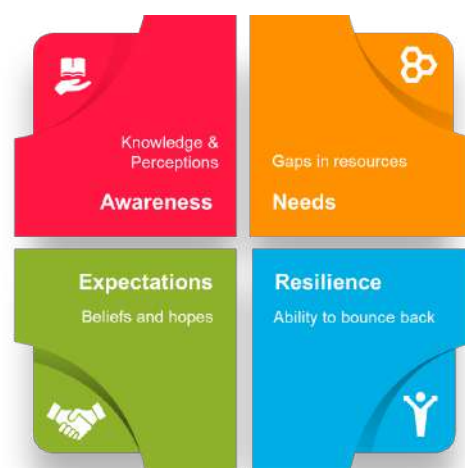 Knowledge &
Perceptions
Awareness
Gaps in resources
Needs
Expectations
Beliefs and hopes
Resilience
Ability to bounce back